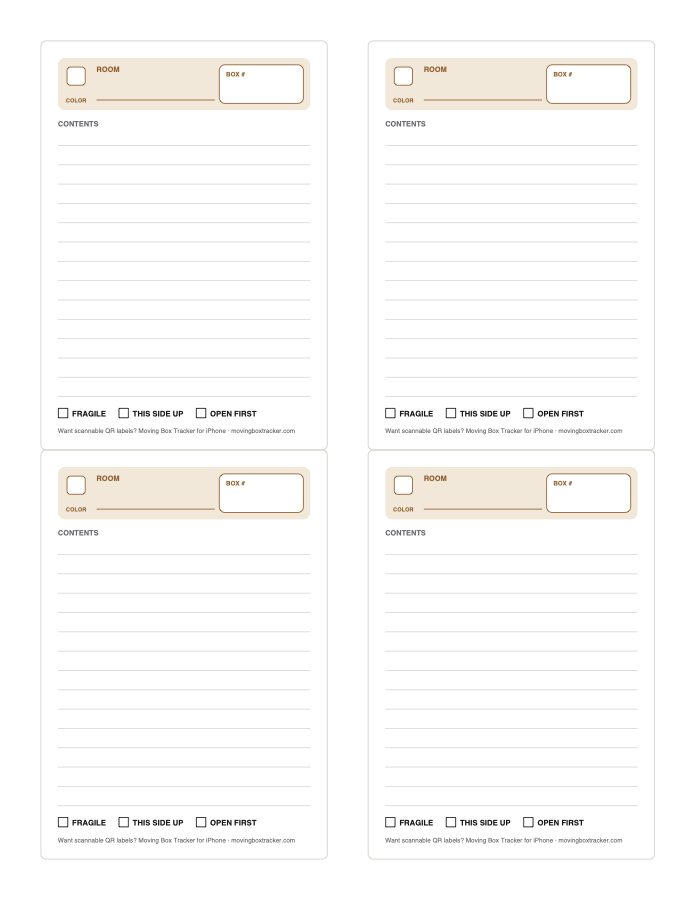 ROOM
BOX #
COLOR
CONTENTS
FRAGILE THIS SIDE UP OPEN FIRST
Want scannable QR labels? Moving Box Tracker for iPhone · movingboxtracker.com
ROOM
BOX #
COLOR
CONTENTS
FRAGILE THIS SIDE UP OPEN FIRST
Want scannable QR labels? Moving Box Tracker for iPhone · movingboxtracker.com
ROOM
BOX #
COLOR
CONTENTS
FRAGILE THIS SIDE UP OPEN FIRST
Want scannable QR labels? Moving Box Tracker for iPhone · movingboxtracker.com
ROOM
BOX #
COLOR
CONTENTS
FRAGILE THIS SIDE UP OPEN FIRST
Want scannable QR labels? Moving Box Tracker for iPhone · movingboxtracker.com